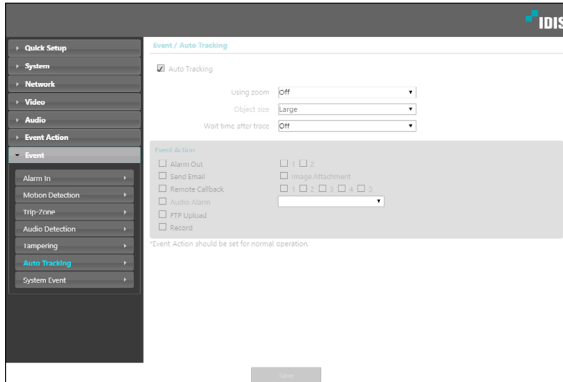 IDIS
Quick Setup
System
Network
Video
Audio
Event Action
Event
Alarm In
Motion Detection
Trip-Zone
Audio Detection
Tampering
Auto Tracking
System Event
Event / Auto Tracking
Auto Tracking
Using zoom Off
Object size Large
Wait time after trace Off
Event Action
Alarm Out 1 2
Send Email Image Attachment
Remote Callback 1 2 3 4 5
Audio Alarm
FTP Upload
Record
*Event Action should be set for normal operation.
Save